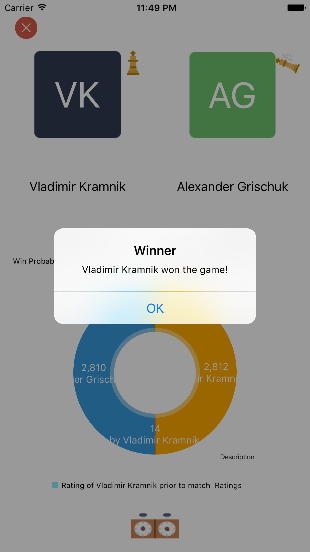 Carrier 11:49 PM
VK AG
Vladimir Kramnik Alexander Grischuk
Winner
Win Probab
Vladimir Kramnik won the game!
OK
2,810 2,812
er Grisch ir Kramn
14
by Vladimir Kramnik
Description
Rating of Vladimir Kramnik prior to match Ratings